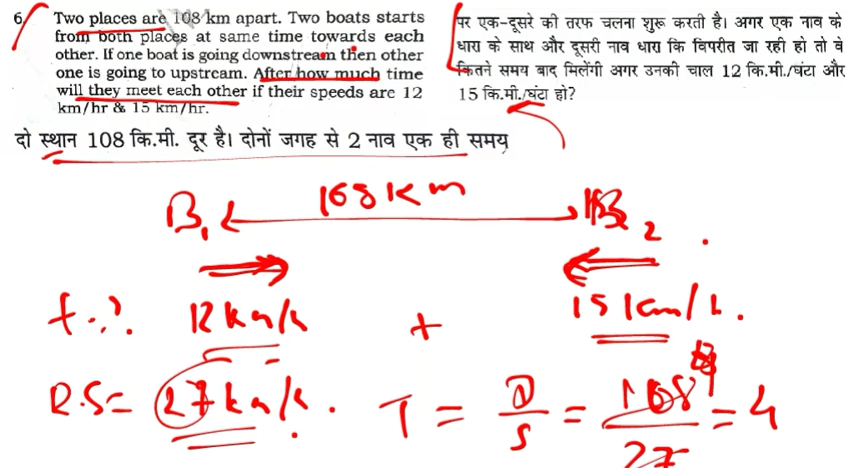 6. Two places are 108 km apart. Two boats starts
from both places at same time towards each
other. If one boat is going downstream then other
one is going to upstream. After how much time
will they meet each other if their speeds are 12
km/hr & 15 km/hr.
दो स्थान 108 कि.मी. दूर है। दोनों जगह से 2 नाव एक ही समय
पर एक-दूसरे की तरफ चलना शुरू करती है। अगर एक नाव के
धारा के साथ और दूसरी नाव धारा कि विपरीत जा रही हो तो वे
कितने समय बाद मिलेंगी अगर उनकी चाल 12 कि.मी./घंटा और
15 कि.मी./घंटा हो?
108 km
B₁ B₂
t..? 12 km/h + 15 km/h.
R.S = 27 km/h. T = D/S = 108/27 = 4